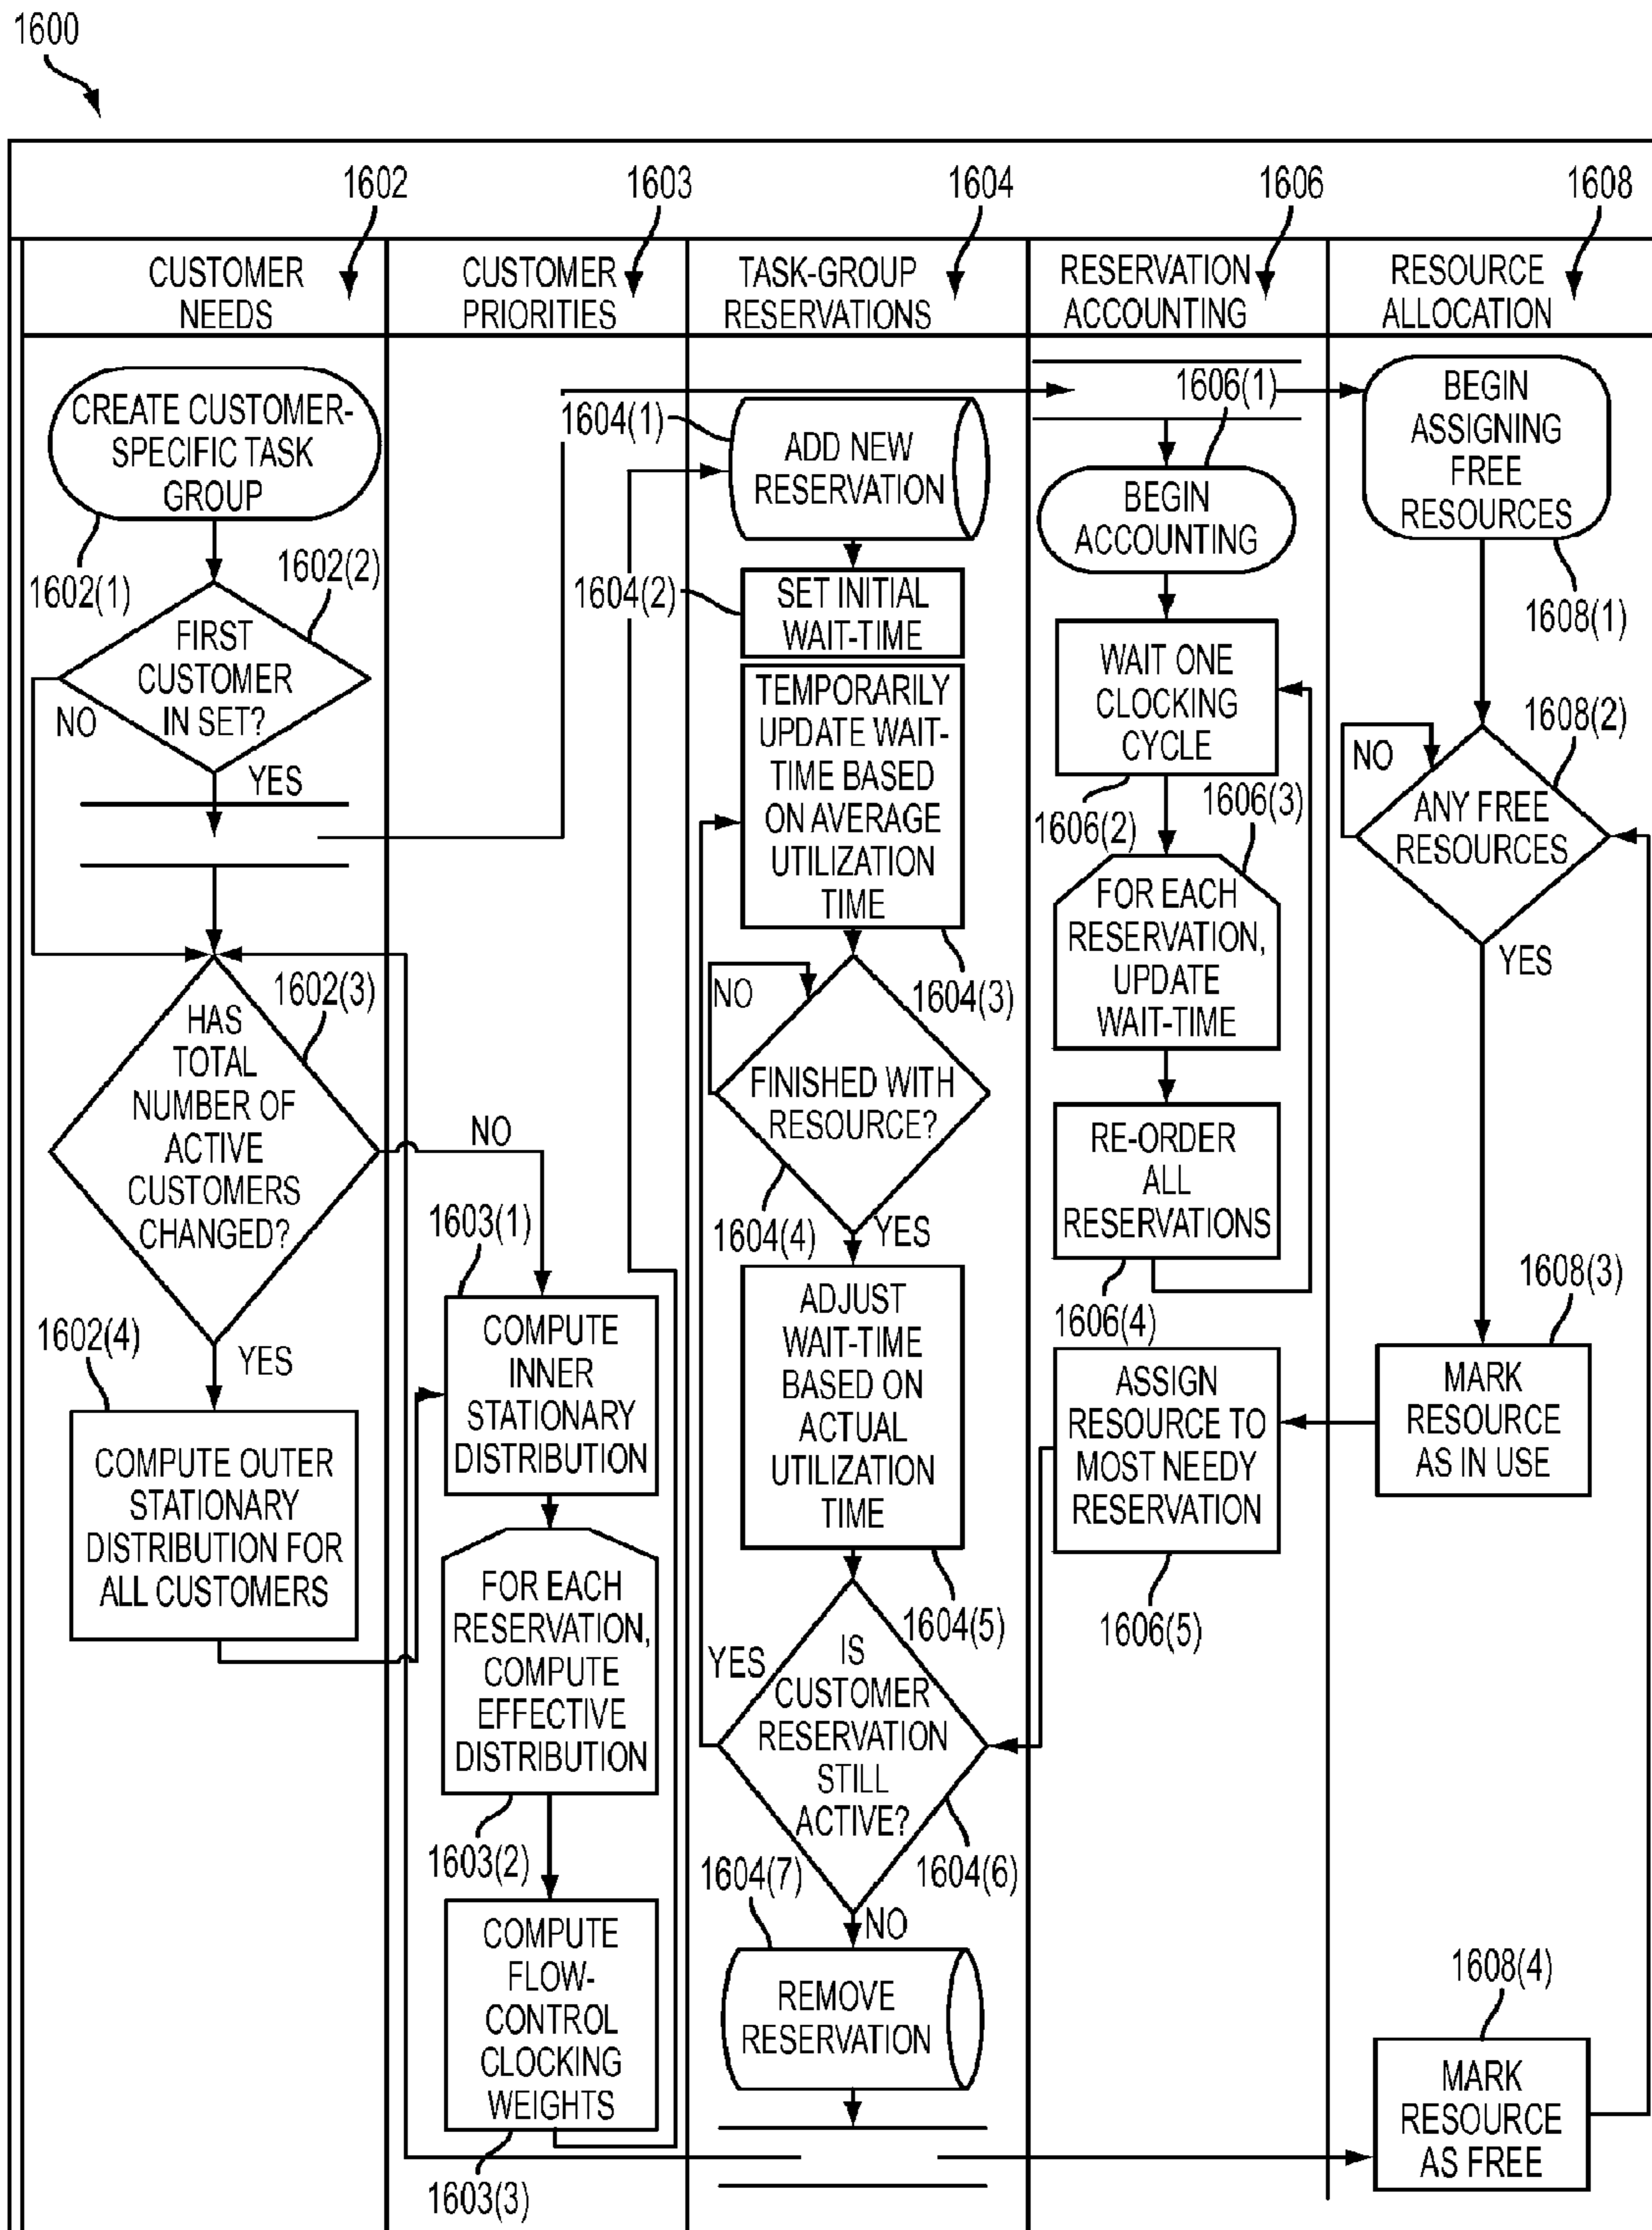 1600
1602
1603
1604
1606
1608
CUSTOMER
NEEDS
CUSTOMER
PRIORITIES
TASK-GROUP
RESERVATIONS
RESERVATION
ACCOUNTING
RESOURCE
ALLOCATION
CREATE CUSTOMER-
SPECIFIC TASK
GROUP
1602(1)
1602(2)
FIRST
CUSTOMER
IN SET?
NO
YES
1602(3)
HAS
TOTAL
NUMBER OF
ACTIVE
CUSTOMERS
CHANGED?
NO
YES
1602(4)
COMPUTE OUTER
STATIONARY
DISTRIBUTION FOR
ALL CUSTOMERS
1603(1)
COMPUTE
INNER
STATIONARY
DISTRIBUTION
FOR EACH
RESERVATION,
COMPUTE
EFFECTIVE
DISTRIBUTION
1603(2)
COMPUTE
FLOW-
CONTROL
CLOCKING
WEIGHTS
1603(3)
1604(1)
ADD NEW
RESERVATION
1604(2)
SET INITIAL
WAIT-TIME
TEMPORARILY
UPDATE WAIT-
TIME BASED
ON AVERAGE
UTILIZATION
TIME
1604(3)
NO
FINISHED WITH
RESOURCE?
1604(4)
YES
ADJUST
WAIT-TIME
BASED ON
ACTUAL
UTILIZATION
TIME
1604(5)
YES
IS
CUSTOMER
RESERVATION
STILL
ACTIVE?
1604(6)
1604(7)
NO
REMOVE
RESERVATION
1606(1)
BEGIN
ACCOUNTING
WAIT ONE
CLOCKING
CYCLE
1606(2)
1606(3)
FOR EACH
RESERVATION,
UPDATE
WAIT-TIME
RE-ORDER
ALL
RESERVATIONS
1606(4)
ASSIGN
RESOURCE TO
MOST NEEDY
RESERVATION
1606(5)
BEGIN
ASSIGNING
FREE
RESOURCES
1608(1)
1608(2)
NO
ANY FREE
RESOURCES
YES
1608(3)
MARK
RESOURCE
AS IN USE
1608(4)
MARK
RESOURCE
AS FREE